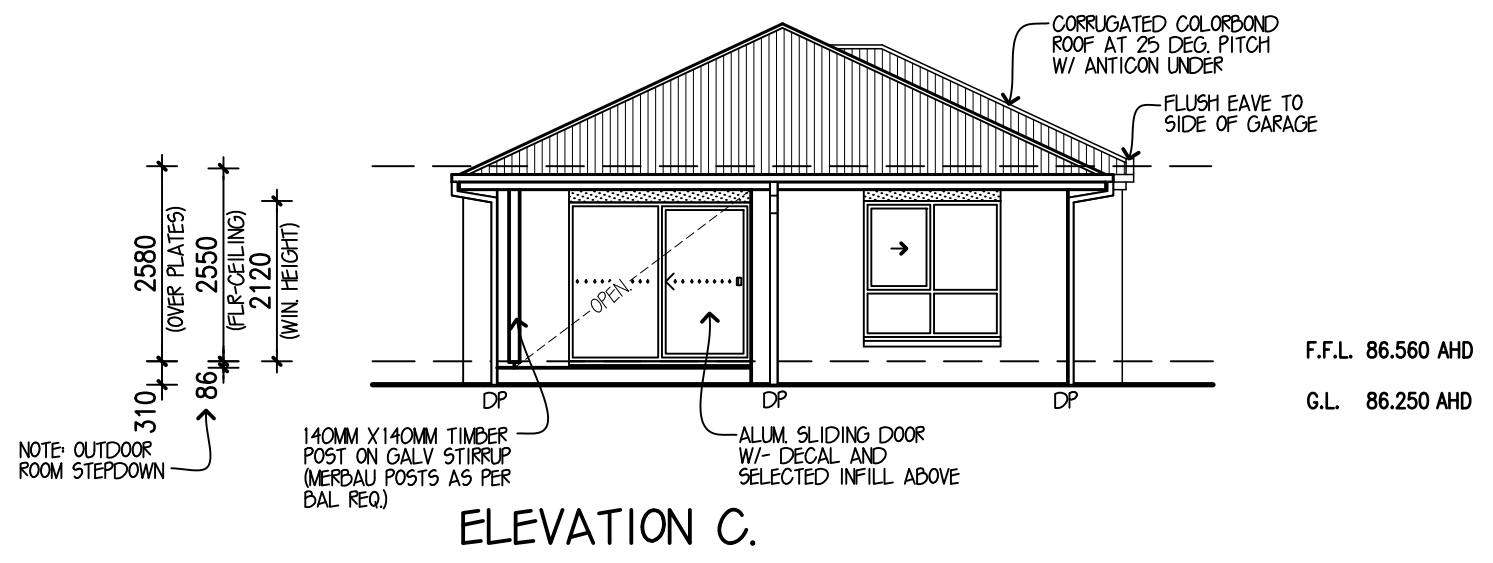 CORRUGATED COLORBOND
ROOF AT 25 DEG. PITCH
W/ ANTICON UNDER
FLUSH EAVE TO
SIDE OF GARAGE
2580
(OVER PLATES)
2550
(FLR-CEILING)
2120
(WIN. HEIGHT)
310
86
OPEN.
F.F.L. 86.560 AHD
G.L. 86.250 AHD
DP
DP
DP
NOTE: OUTDOOR
ROOM STEPDOWN
140MM X140MM TIMBER
POST ON GALV STIRRUP
(MERBAU POSTS AS PER
BAL REQ.)
ALUM. SLIDING DOOR
W/- DECAL AND
SELECTED INFILL ABOVE
ELEVATION C.